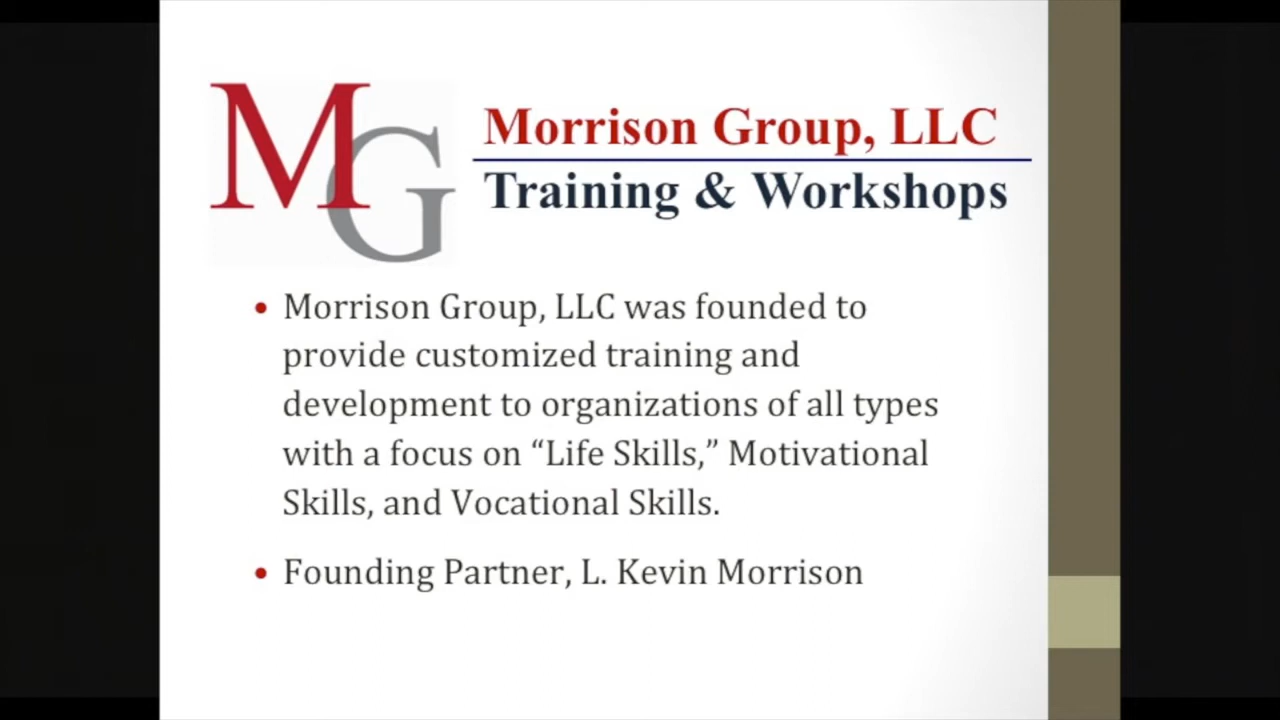 MG
Morrison Group, LLC
Training & Workshops
• Morrison Group, LLC was founded to
provide customized training and
development to organizations of all types
with a focus on “Life Skills,” Motivational
Skills, and Vocational Skills.
• Founding Partner, L. Kevin Morrison